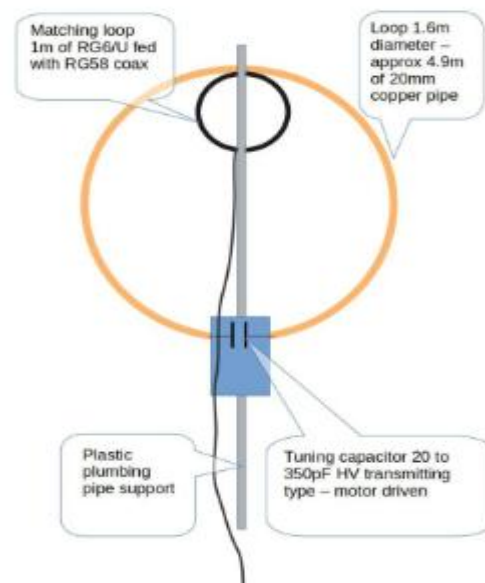 Matching loop
1m of RG6/U fed
with RG58 coax
Loop 1.6m
diameter –
approx 4.9m
of 20mm
copper pipe
Plastic
plumbing
pipe support
Tuning capacitor 20 to
350pF HV transmitting
type – motor driven